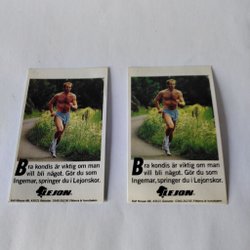 Bra kondis är viktig om man
vill bli något. Gör du som
Ingemar, springer du i Lejonskor.
LEJON
Bra kondis är viktig om man
vill bli något. Gör du som
Ingemar, springer du i Lejonskor.
LEJON